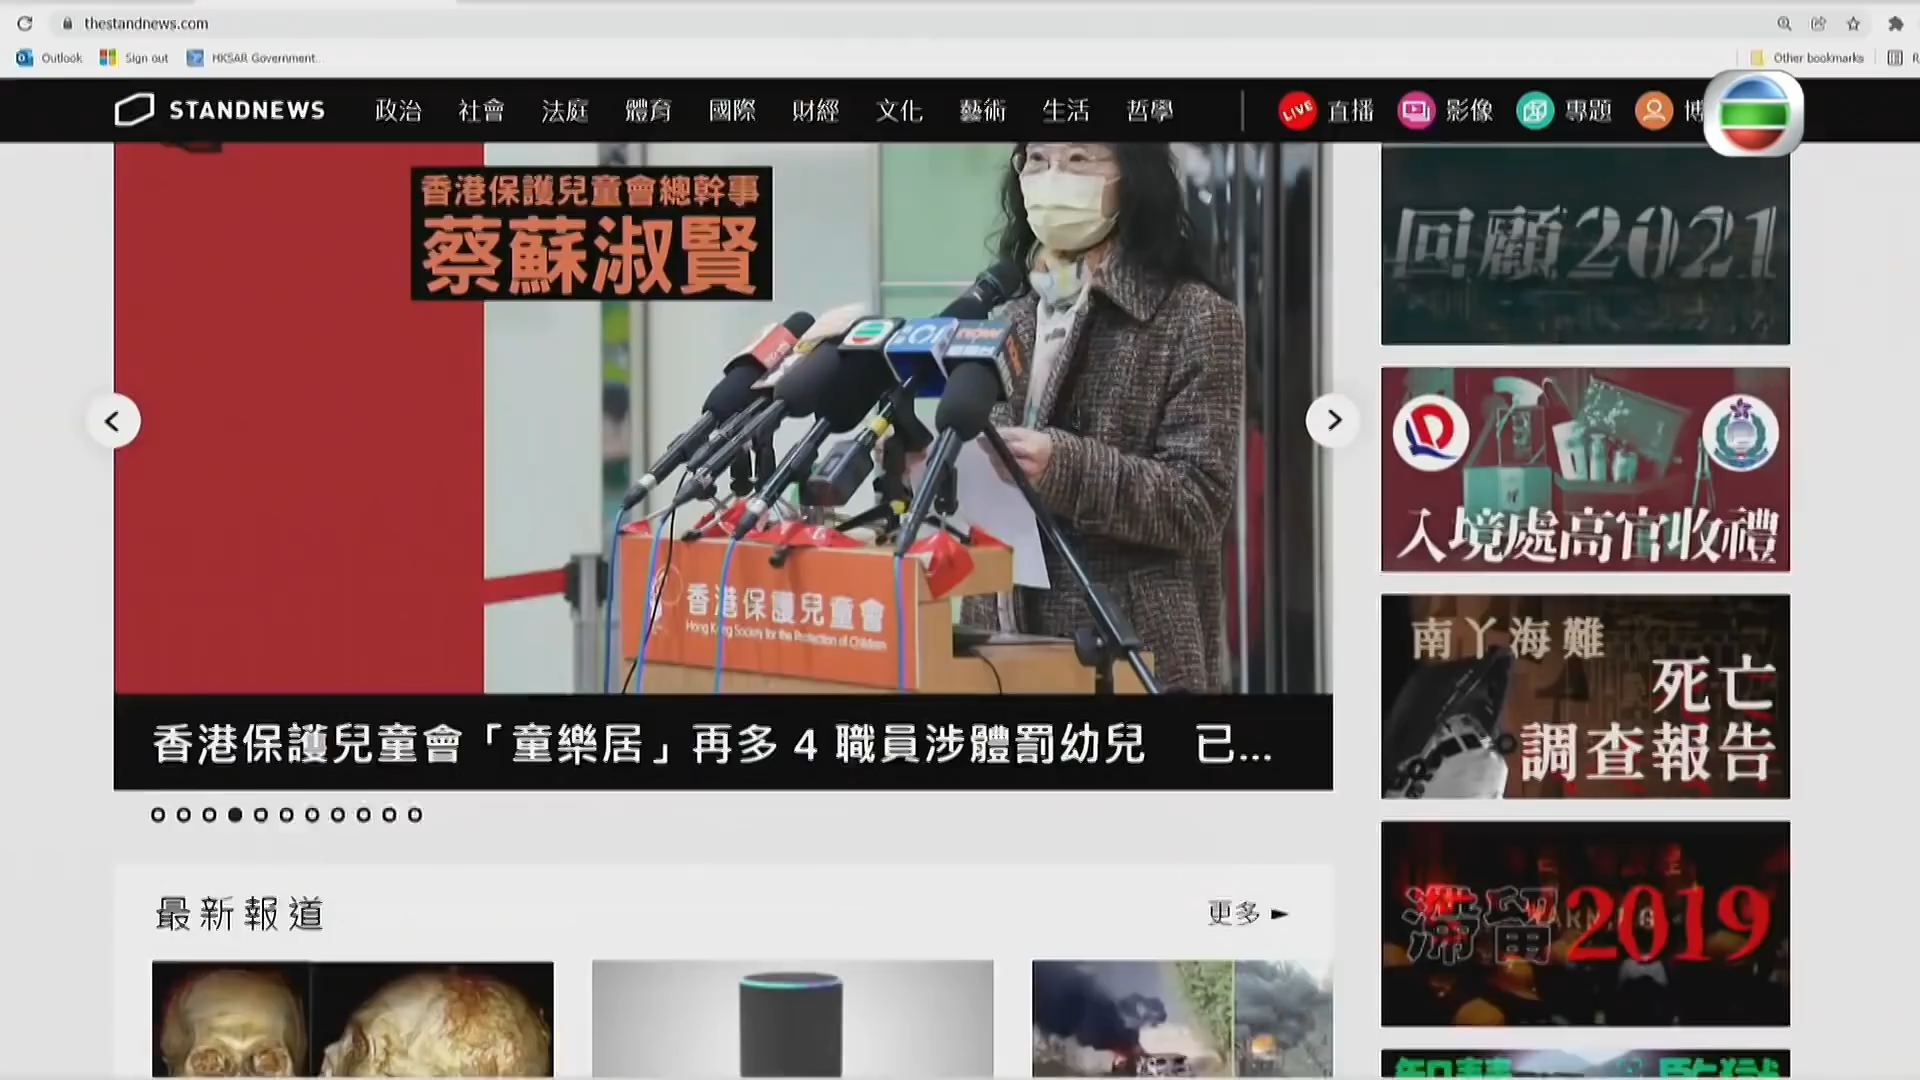 thestandnews.com
Outlook
Sign out
HKSAR Government...
Other bookmarks
STANDNEWS
政治
社會
法庭
體育
國際
財經
文化
藝術
生活
哲學
LIVE
直播
影像
專題
博
香港保護兒童會總幹事
蔡蘇淑賢
now
香港保護兒童會
Hong Kong Society for the Protection of Children
香港保護兒童會「童樂居」再多 4 職員涉體罰幼兒 已...
最新報道
更多 ►
回顧2021
入境處高官收禮
南丫海難
死亡
調查報告
滯留2019